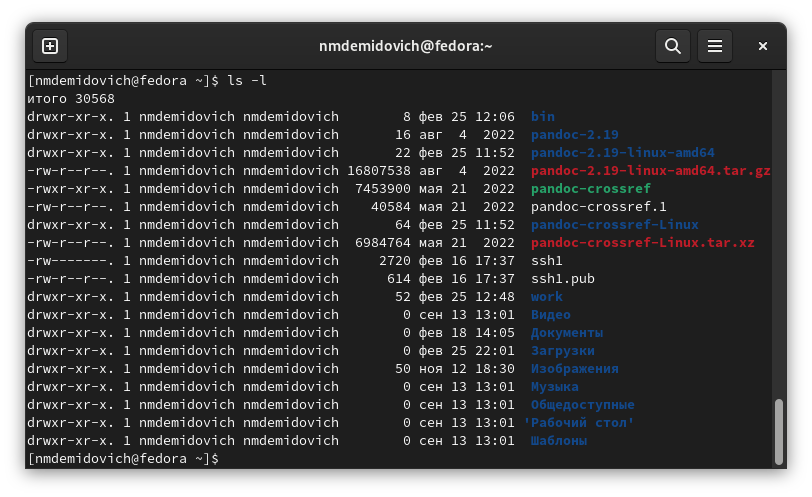 nmdemidovich@fedora:~
[nmdemidovich@fedora ~]$ ls -l
итого 30568
drwxr-xr-x. 1 nmdemidovich nmdemidovich        8 фев 25 12:06  bin
drwxr-xr-x. 1 nmdemidovich nmdemidovich       16 авг  4  2022  pandoc-2.19
drwxr-xr-x. 1 nmdemidovich nmdemidovich       22 фев 25 11:52  pandoc-2.19-linux-amd64
-rw-r--r--. 1 nmdemidovich nmdemidovich 16807538 авг  4  2022  pandoc-2.19-linux-amd64.tar.gz
-rwxr-xr-x. 1 nmdemidovich nmdemidovich  7453900 мая 21  2022  pandoc-crossref
-rw-r--r--. 1 nmdemidovich nmdemidovich    40584 мая 21  2022  pandoc-crossref.1
drwxr-xr-x. 1 nmdemidovich nmdemidovich       64 фев 25 11:52  pandoc-crossref-Linux
-rw-r--r--. 1 nmdemidovich nmdemidovich  6984764 мая 21  2022  pandoc-crossref-Linux.tar.xz
-rw-------. 1 nmdemidovich nmdemidovich     2720 фев 16 17:37  ssh1
-rw-r--r--. 1 nmdemidovich nmdemidovich      614 фев 16 17:37  ssh1.pub
drwxr-xr-x. 1 nmdemidovich nmdemidovich       52 фев 25 12:48  work
drwxr-xr-x. 1 nmdemidovich nmdemidovich        0 сен 13 13:01  Видео
drwxr-xr-x. 1 nmdemidovich nmdemidovich        0 фев 18 14:05  Документы
drwxr-xr-x. 1 nmdemidovich nmdemidovich        0 фев 25 22:01  Загрузки
drwxr-xr-x. 1 nmdemidovich nmdemidovich       50 ноя 12 18:30  Изображения
drwxr-xr-x. 1 nmdemidovich nmdemidovich        0 сен 13 13:01  Музыка
drwxr-xr-x. 1 nmdemidovich nmdemidovich        0 сен 13 13:01  Общедоступные
drwxr-xr-x. 1 nmdemidovich nmdemidovich        0 сен 13 13:01 'Рабочий стол'
drwxr-xr-x. 1 nmdemidovich nmdemidovich        0 сен 13 13:01  Шаблоны
[nmdemidovich@fedora ~]$